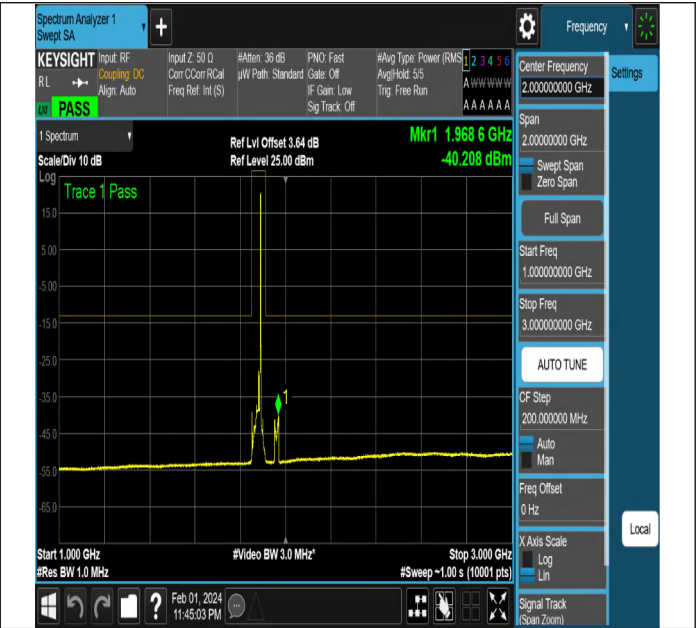 Spectrum Analyzer 1
Swept SA
+
Frequency
KEYSIGHT
Input: RF
Coupling: DC
Align: Auto
RL
Input Z: 50 Ω
Corr CCorr RCal
Freq Ref: Int (S)
#Atten: 36 dB
µW Path: Standard
PNO: Fast
Gate: Off
IF Gain: Low
Sig Track: Off
#Avg Type: Power (RMS
Avg|Hold: 5/5
Trig: Free Run
1 2 3 4 5 6
A W W W W W
A A A A A A
PASS
1 Spectrum
Scale/Div 10 dB
Ref Lvl Offset 3.64 dB
Ref Level 25.00 dBm
Mkr1 1.968 6 GHz
-40.208 dBm
Log
Trace 1 Pass
15.0
5.00
-5.00
-15.0
-25.0
-35.0
-45.0
-55.0
-65.0
1
Start 1.000 GHz
#Res BW 1.0 MHz
#Video BW 3.0 MHz*
Stop 3.000 GHz
#Sweep ~1.00 s (10001 pts)
Feb 01, 2024
11:45:03 PM
?
Center Frequency
2.000000000 GHz
Settings
Span
2.00000000 GHz
Swept Span
Zero Span
Full Span
Start Freq
1.000000000 GHz
Stop Freq
3.000000000 GHz
AUTO TUNE
CF Step
200.000000 MHz
Auto
Man
Freq Offset
0 Hz
Local
X Axis Scale
Log
Lin
Signal Track
(Span Zoom)